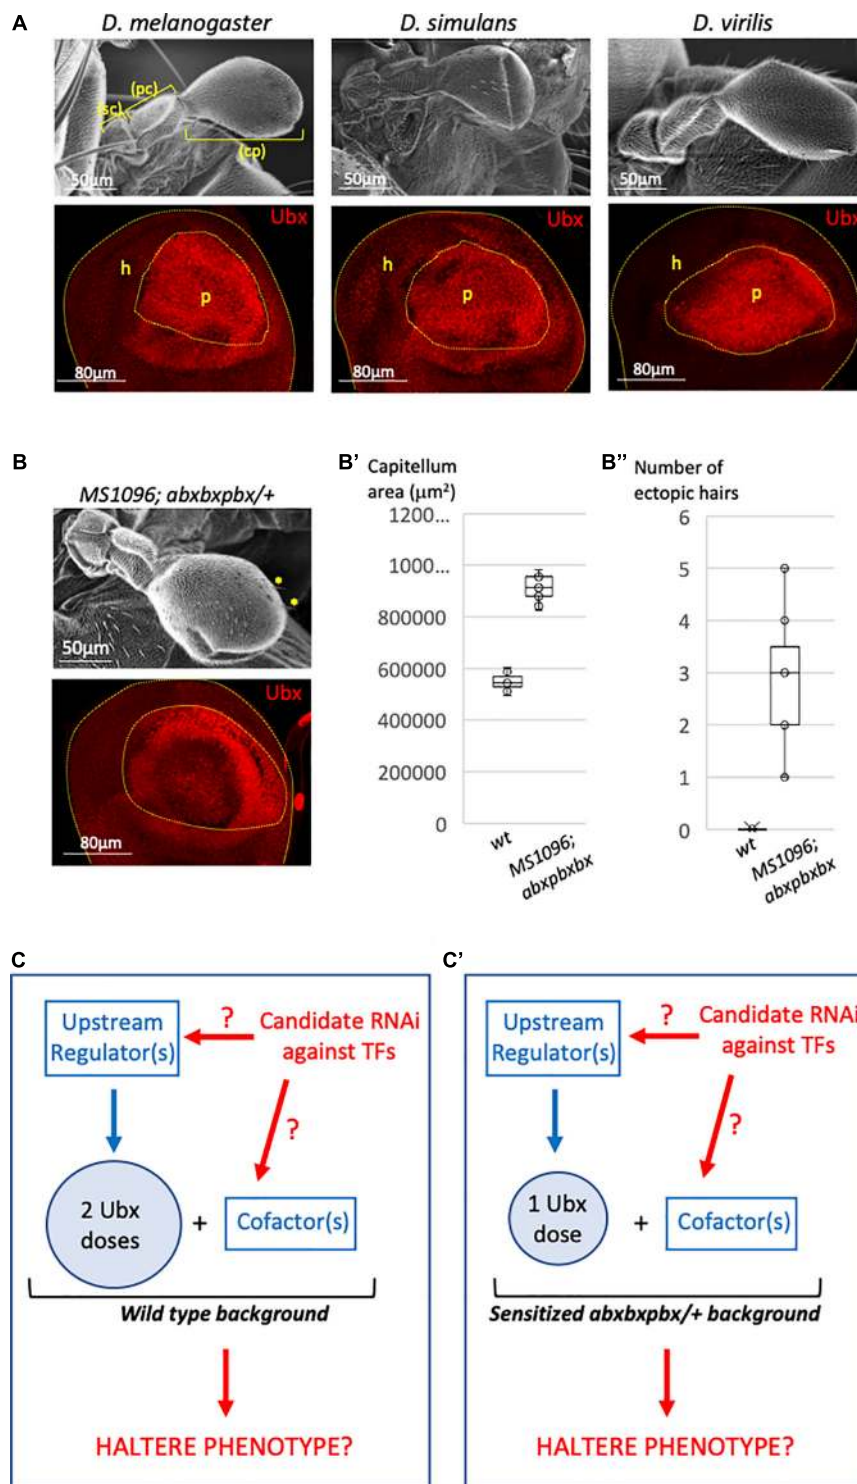 A
D. melanogaster
D. simulans
D. virilis
(pc)
(sc)
(cp)
50µm
50µm
50µm
Ubx
Ubx
Ubx
h
p
h
p
h
p
80µm
80µm
80µm
B
MS1096; abxbxpbx/+
50µm
*
*
Ubx
80µm
B’
Capitellum
area (µm²)
1200...
1000...
800000
600000
400000
200000
0
wt
MS1096;
abxpbxbx
B’’
Number of
ectopic hairs
6
5
4
3
2
1
0
wt
MS1096;
abxpbxbx
C
Upstream
Regulator(s)
?
Candidate RNAi
against TFs
?
2 Ubx
doses
+
Cofactor(s)
Wild type background
HALTERE PHENOTYPE?
C’
Upstream
Regulator(s)
?
Candidate RNAi
against TFs
?
1 Ubx
dose
+
Cofactor(s)
Sensitized abxbxpbx/+ background
HALTERE PHENOTYPE?